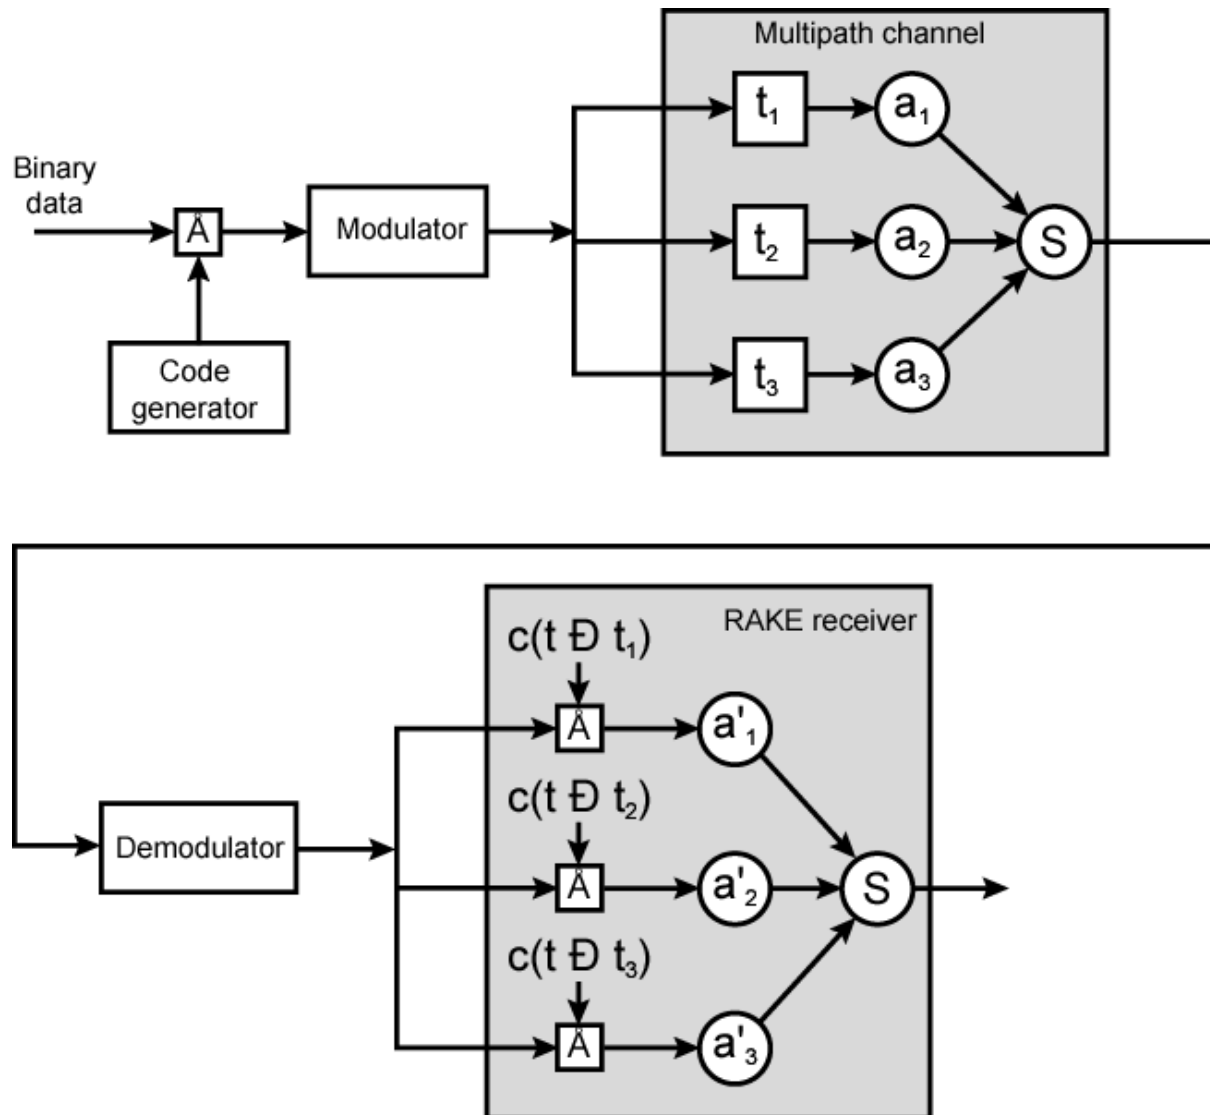 Multipath channel
t₁
a₁
Binary
data
Å
Modulator
t₂
a₂
S
Code
generator
t₃
a₃
RAKE receiver
c(t Đ t₁)
Å
a'₁
c(t Đ t₂)
Demodulator
Å
a'₂
S
c(t Đ t₃)
Å
a'₃